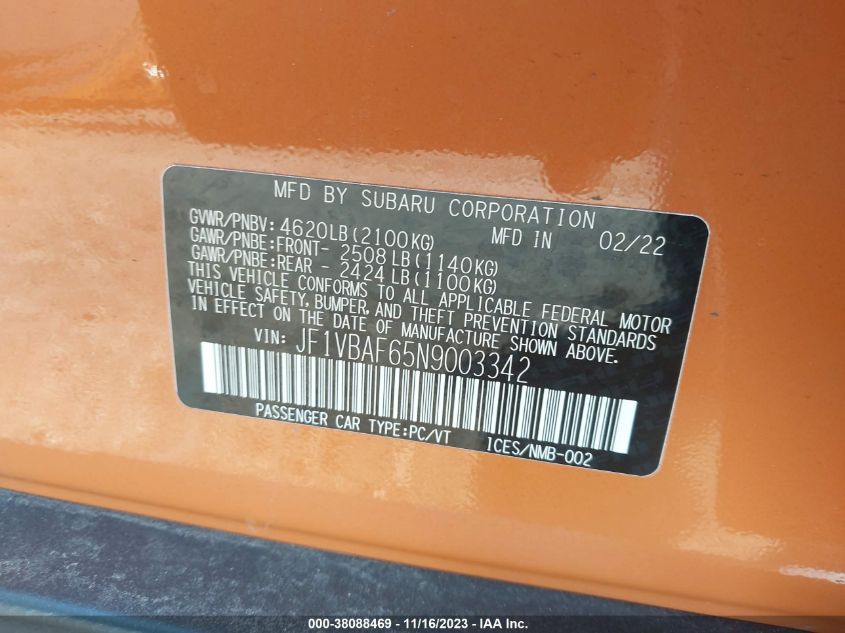 MFD BY SUBARU CORPORATION
GVWR/PNBV: 4620LB(2100KG) MFD IN 02/22
GAWR/PNBE:FRONT- 2508LB(1140KG)
GAWR/PNBE:REAR - 2424LB(1100KG)
THIS VEHICLE CONFORMS TO ALL APPLICABLE FEDERAL MOTOR
VEHICLE SAFETY, BUMPER, AND THEFT PREVENTION STANDARDS
IN EFFECT ON THE DATE OF MANUFACTURE SHOWN ABOVE.
VIN: JF1VBAF65N9003342
PASSENGER CAR TYPE:PC/VT ICES/NMB-002
000-38088469 - 11/16/2023 - IAA Inc.